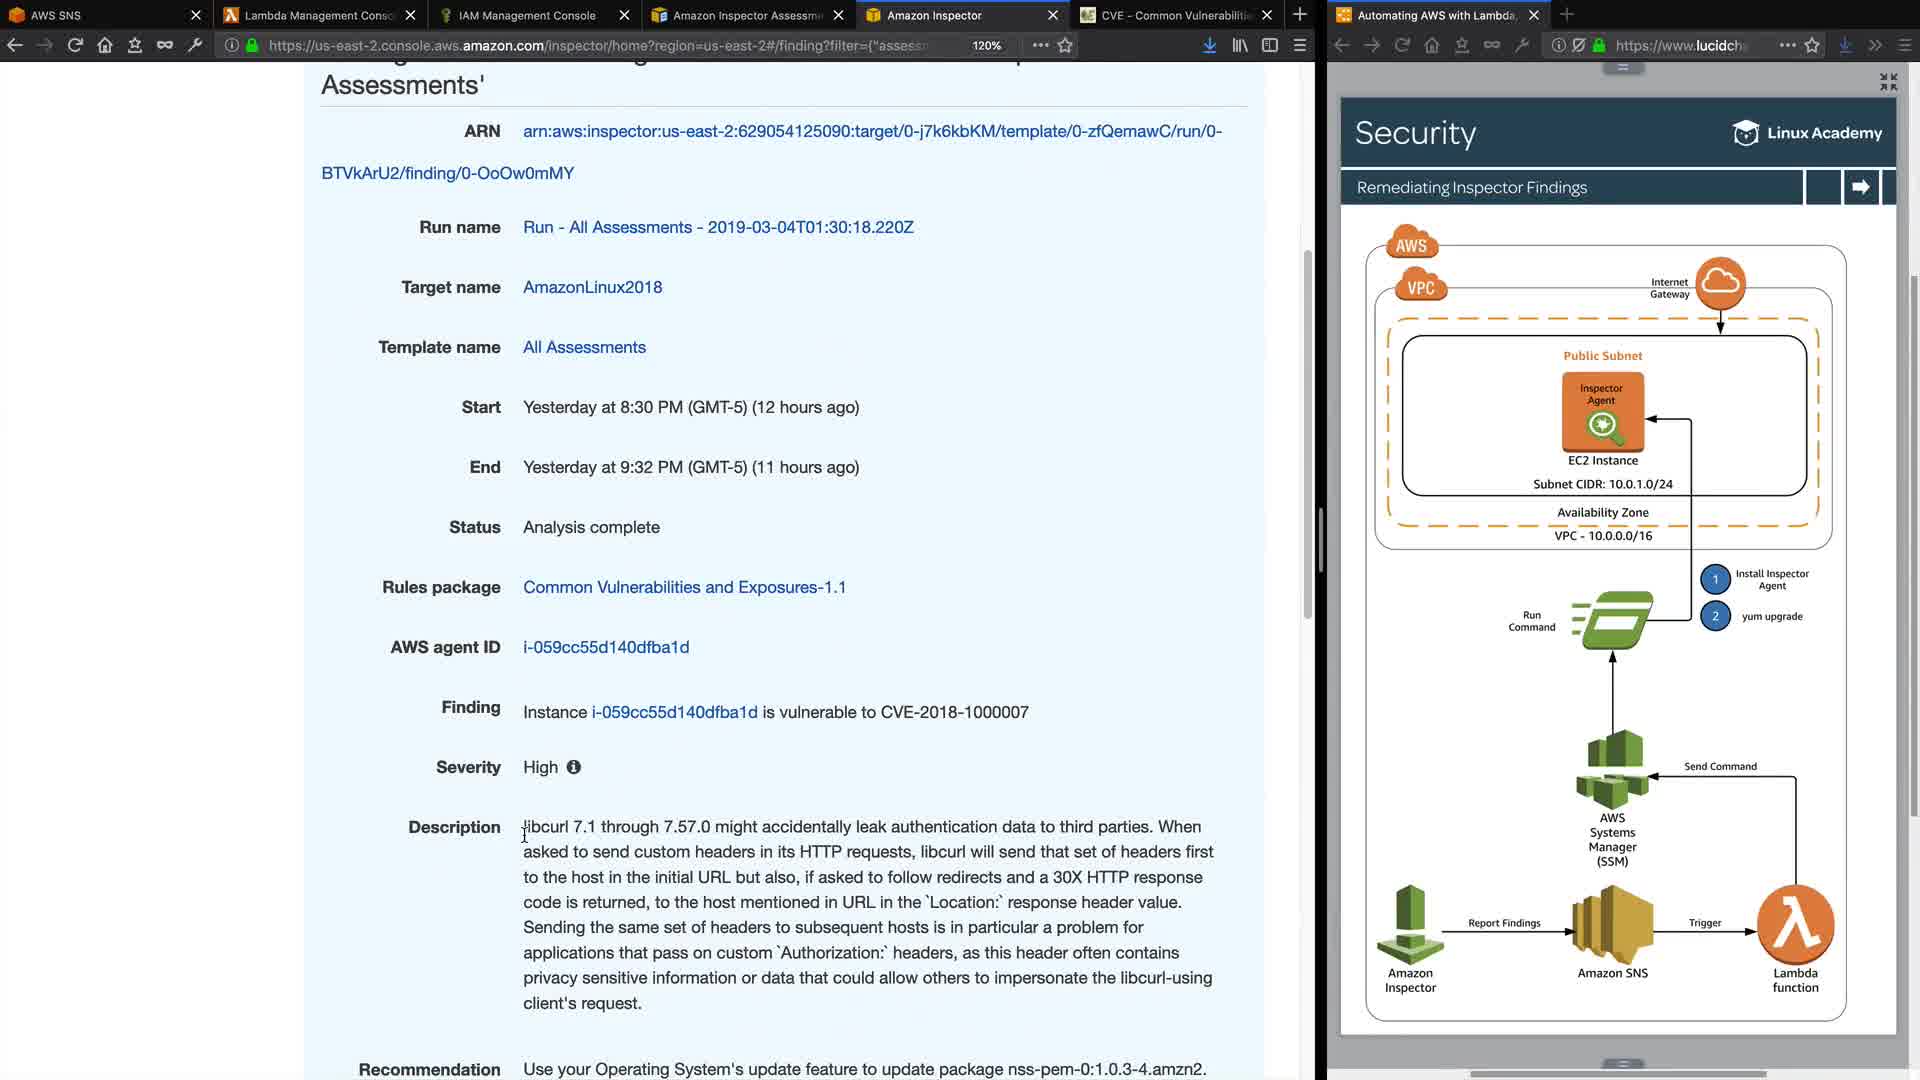 AWS SNS
Lambda Management Conso
IAM Management Console
Amazon Inspector Assessme
Amazon Inspector
CVE - Common Vulnerabilitie
Automating AWS with Lambda,
https://us-east-2.console.aws.amazon.com/inspector/home?region=us-east-2#/finding?filter={"assess
120%
https://www.lucidch
Assessments'
ARN arn:aws:inspector:us-east-2:629054125090:target/0-j7k6kbKM/template/0-zfQemawC/run/0-
BTVkArU2/finding/0-OoOw0mMY
Run name Run - All Assessments - 2019-03-04T01:30:18.220Z
Target name AmazonLinux2018
Template name All Assessments
Start Yesterday at 8:30 PM (GMT-5) (12 hours ago)
End Yesterday at 9:32 PM (GMT-5) (11 hours ago)
Status Analysis complete
Rules package Common Vulnerabilities and Exposures-1.1
AWS agent ID i-059cc55d140dfba1d
Finding Instance i-059cc55d140dfba1d is vulnerable to CVE-2018-1000007
Severity High
Description libcurl 7.1 through 7.57.0 might accidentally leak authentication data to third parties. When
asked to send custom headers in its HTTP requests, libcurl will send that set of headers first
to the host in the initial URL but also, if asked to follow redirects and a 30X HTTP response
code is returned, to the host mentioned in URL in the `Location:` response header value.
Sending the same set of headers to subsequent hosts is in particular a problem for
applications that pass on custom `Authorization:` headers, as this header often contains
privacy sensitive information or data that could allow others to impersonate the libcurl-using
client's request.
Recommendation Use your Operating System's update feature to update package nss-pem-0:1.0.3-4.amzn2.
Security
Linux Academy
Remediating Inspector Findings
AWS
VPC
Internet
Gateway
Public Subnet
Inspector
Agent
EC2 Instance
Subnet CIDR: 10.0.1.0/24
Availability Zone
VPC - 10.0.0.0/16
1 Install Inspector
Agent
2 yum upgrade
Run
Command
Send Command
AWS
Systems
Manager
(SSM)
Report Findings
Trigger
Amazon
Inspector
Amazon SNS
Lambda
function